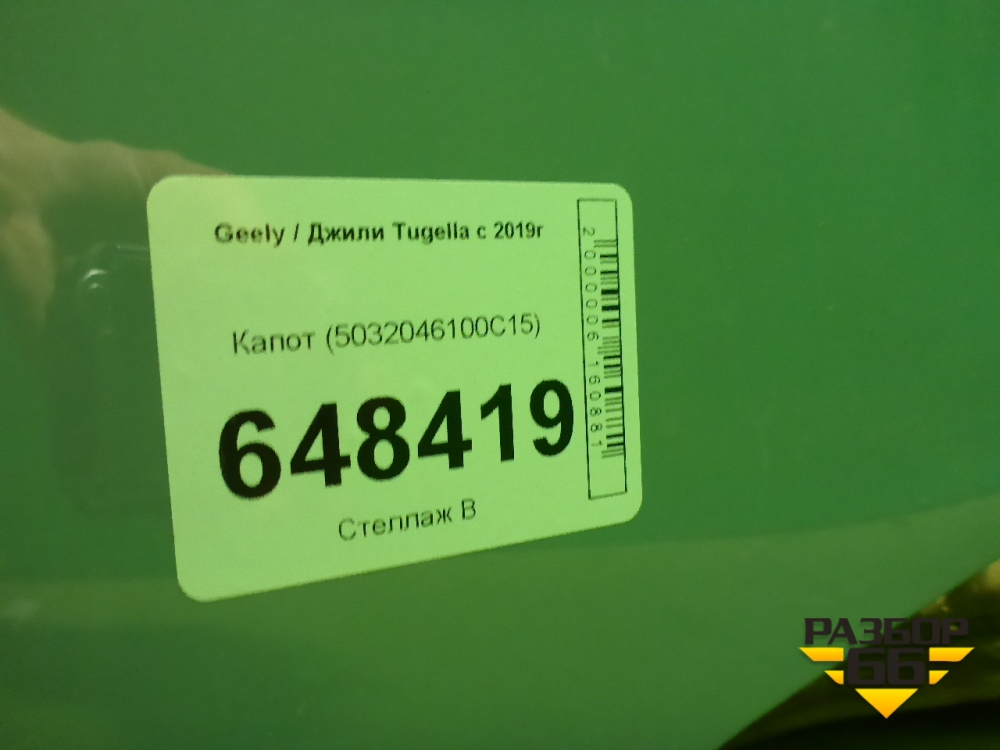 Geely / Джили Tugella с 2019г
Капот (5032046100C15)
648419
Стеллаж В
2000006160881
РАЗБОР
66